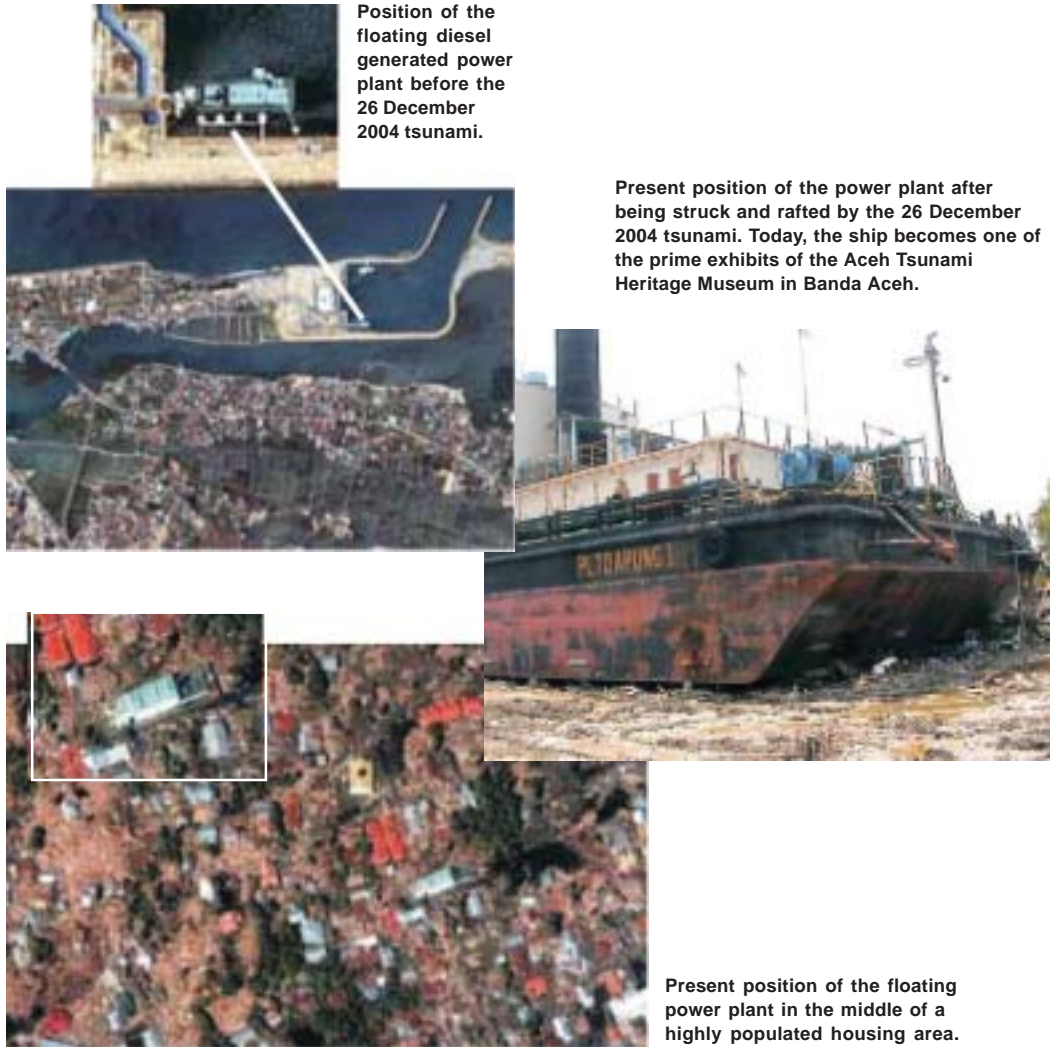 Position of the
floating diesel
generated power
plant before the
26 December
2004 tsunami.
Present position of the power plant after
being struck and rafted by the 26 December
2004 tsunami. Today, the ship becomes one of
the prime exhibits of the Aceh Tsunami
Heritage Museum in Banda Aceh.
PLTD APUNG 1
Present position of the floating
power plant in the middle of a
highly populated housing area.